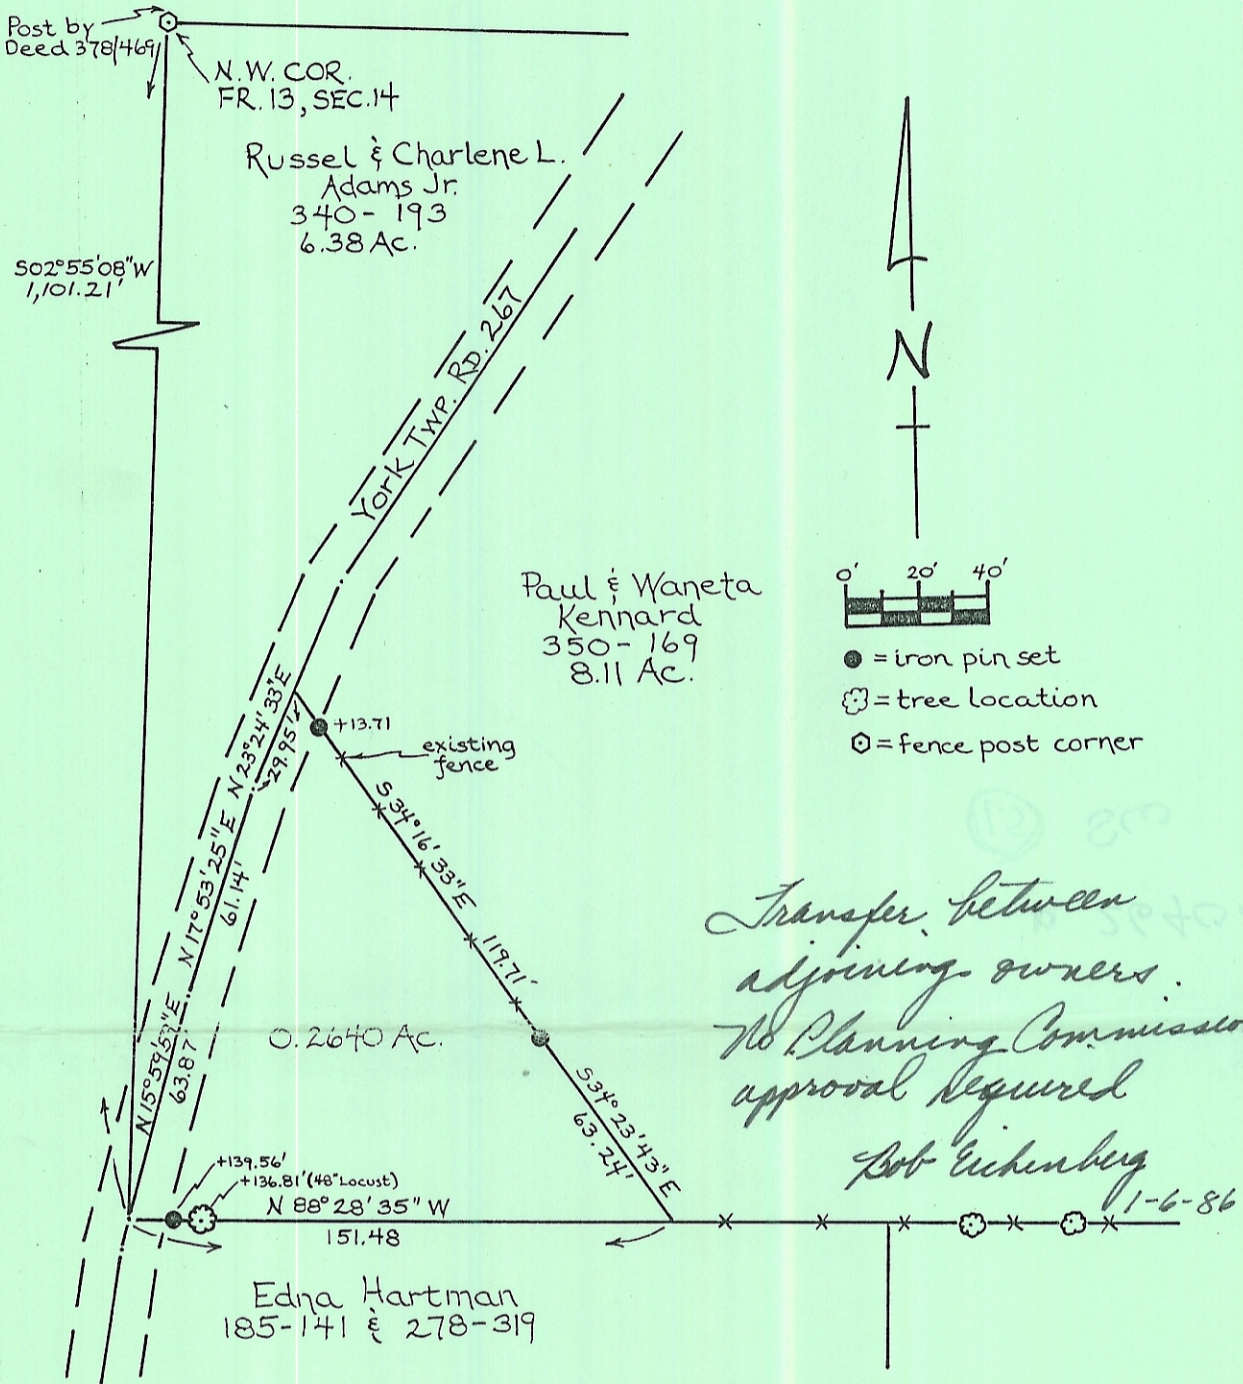 Post by
Deed 378/469
N.W. COR.
FR. 13, SEC. 14
Russel & Charlene L.
Adams Jr.
340 - 193
6.38 Ac.
S02°55'08"W
1,101.21'
York Twp. Rd. 267
N
Paul & Waneta
Kennard
350 - 169
8.11 Ac.
0' 20' 40'
= iron pin set
= tree location
= fence post corner
N 23°24'33"E
29.95'
+13.71
existing
fence
S 34°16'33"E
119.71'
N 17°53'25"E
61.14'
N 15°59'53"E
63.87'
0.2640 Ac.
S34°23'43"E
63.24'
Transfer between
adjoining owners.
No Planning Commission
approval required
Bob Eichenberg
1-6-86
+139.56'
+136.81' (48" Locust)
N 88°28'35" W
151.48
Edna Hartman
185-141 & 278-319